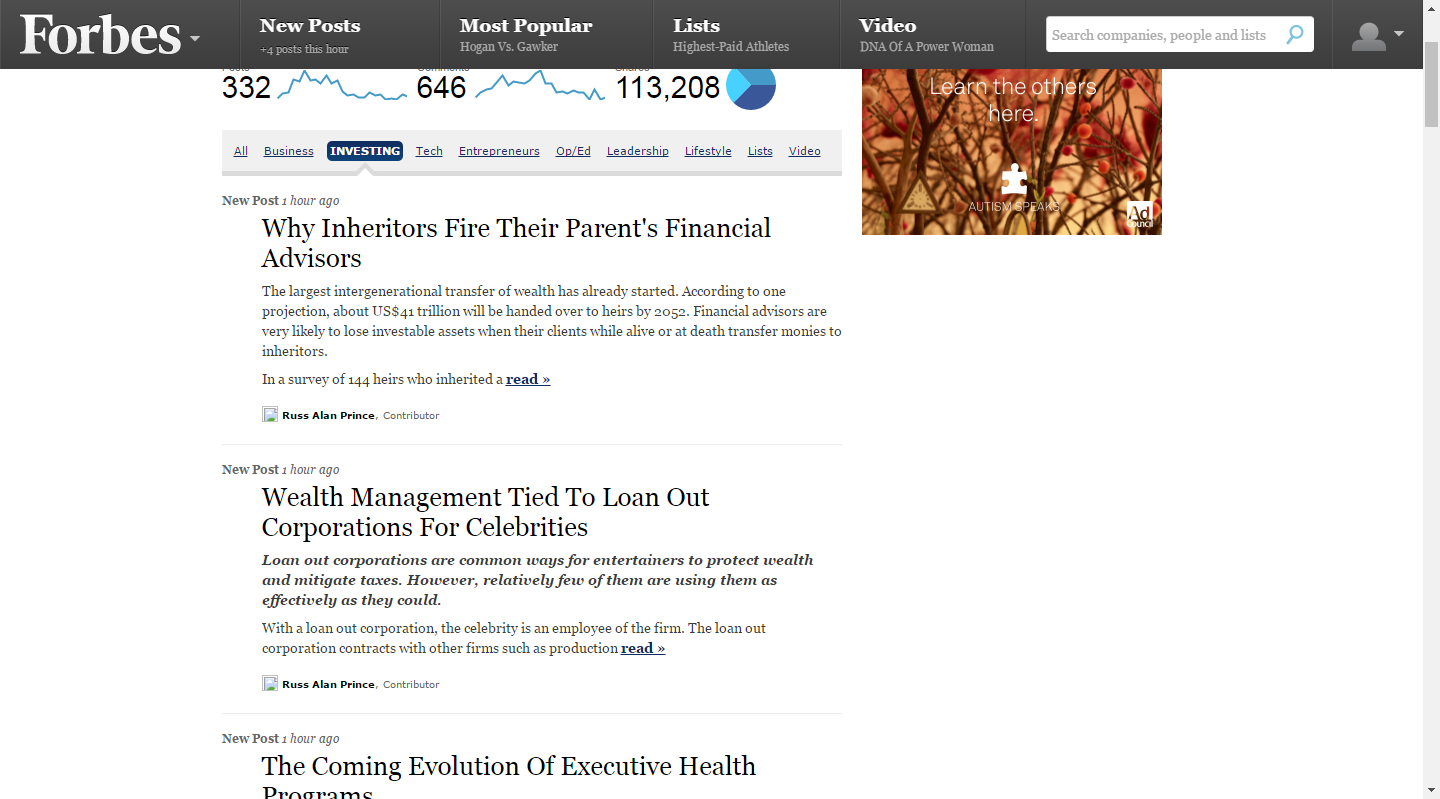 Forbes
New Posts
+4 posts this hour
Most Popular
Hogan Vs. Gawker
Lists
Highest-Paid Athletes
Video
DNA Of A Power Woman
Search companies, people and lists
332
646
113,208
All Business INVESTING Tech Entrepreneurs Op/Ed Leadership Lifestyle Lists Video
New Post 1 hour ago
Why Inheritors Fire Their Parent's Financial
Advisors
The largest intergenerational transfer of wealth has already started. According to one
projection, about US$41 trillion will be handed over to heirs by 2052. Financial advisors are
very likely to lose investable assets when their clients while alive or at death transfer monies to
inheritors.
In a survey of 144 heirs who inherited a read »
Russ Alan Prince, Contributor
New Post 1 hour ago
Wealth Management Tied To Loan Out
Corporations For Celebrities
Loan out corporations are common ways for entertainers to protect wealth
and mitigate taxes. However, relatively few of them are using them as
effectively as they could.
With a loan out corporation, the celebrity is an employee of the firm. The loan out
corporation contracts with other firms such as production read »
Russ Alan Prince, Contributor
New Post 1 hour ago
The Coming Evolution Of Executive Health
Programs
Learn the others
here.
AUTISM SPEAKS
Ad
Council